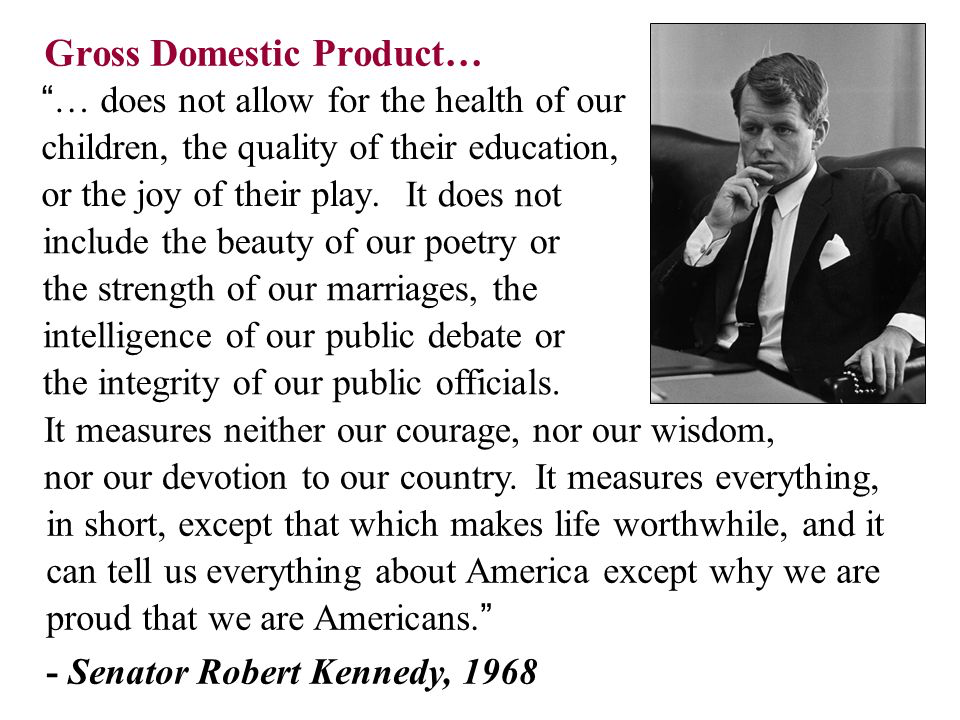 Gross Domestic Product…
“… does not allow for the health of our
children, the quality of their education,
or the joy of their play. It does not
include the beauty of our poetry or
the strength of our marriages, the
intelligence of our public debate or
the integrity of our public officials.
It measures neither our courage, nor our wisdom,
nor our devotion to our country. It measures everything,
in short, except that which makes life worthwhile, and it
can tell us everything about America except why we are
proud that we are Americans.”
- Senator Robert Kennedy, 1968